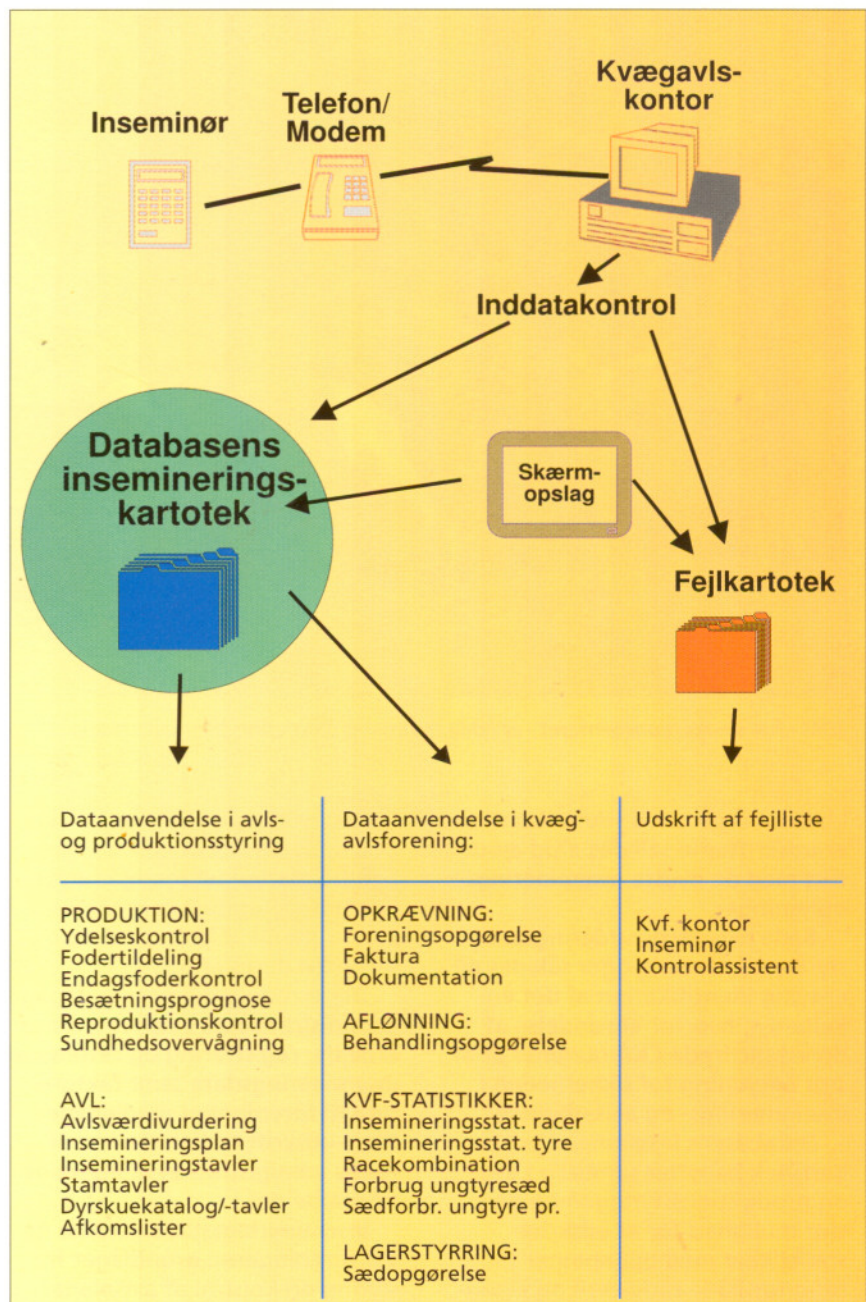 Inseminør
Telefon/
Modem
Kvægavls-
kontor
Inddatakontrol
Databasens
inseminerings-
kartotek
Skærm-
opslag
Fejlkartotek
Dataanvendelse i avls-
og produktionsstyring
PRODUKTION:
Ydelseskontrol
Fodertildeling
Endagsfoderkontrol
Besætningsprognose
Reproduktionskontrol
Sundhedsovervågning
AVL:
Avlsværdivurdering
Insemineringsplan
Insemineringstavler
Stamtavler
Dyrskuekatalog/-tavler
Afkomslister
Dataanvendelse i kvæg-
avlsforening:
OPKRÆVNING:
Foreningsopgørelse
Faktura
Dokumentation
AFLØNNING:
Behandlingsopgørelse
KVF-STATISTIKKER:
Insemineringsstat. racer
Insemineringsstat. tyre
Racekombination
Forbrug ungtyresæd
Sædforbr. ungtyre pr.
LAGERSTYRRING:
Sædopgørelse
Udskrift af fejlliste
Kvf. kontor
Inseminør
Kontrolassistent